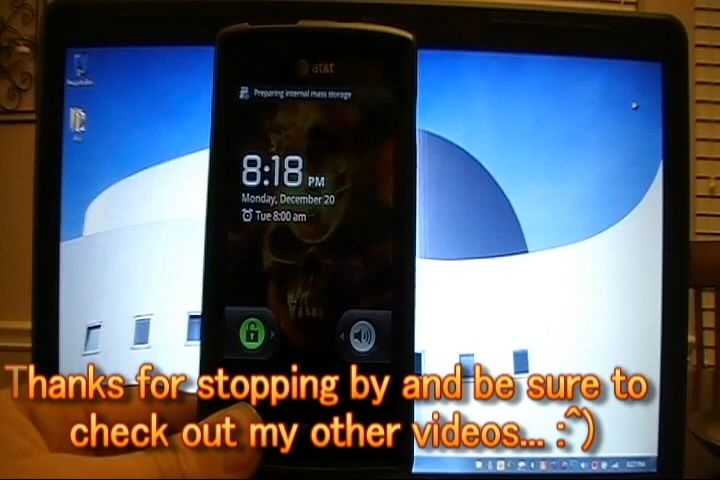 at&t
Preparing internal mass storage
8:18 PM
Monday, December 20
Tue 8:00 am
Thanks for stopping by and be sure to
check out my other videos... :^)